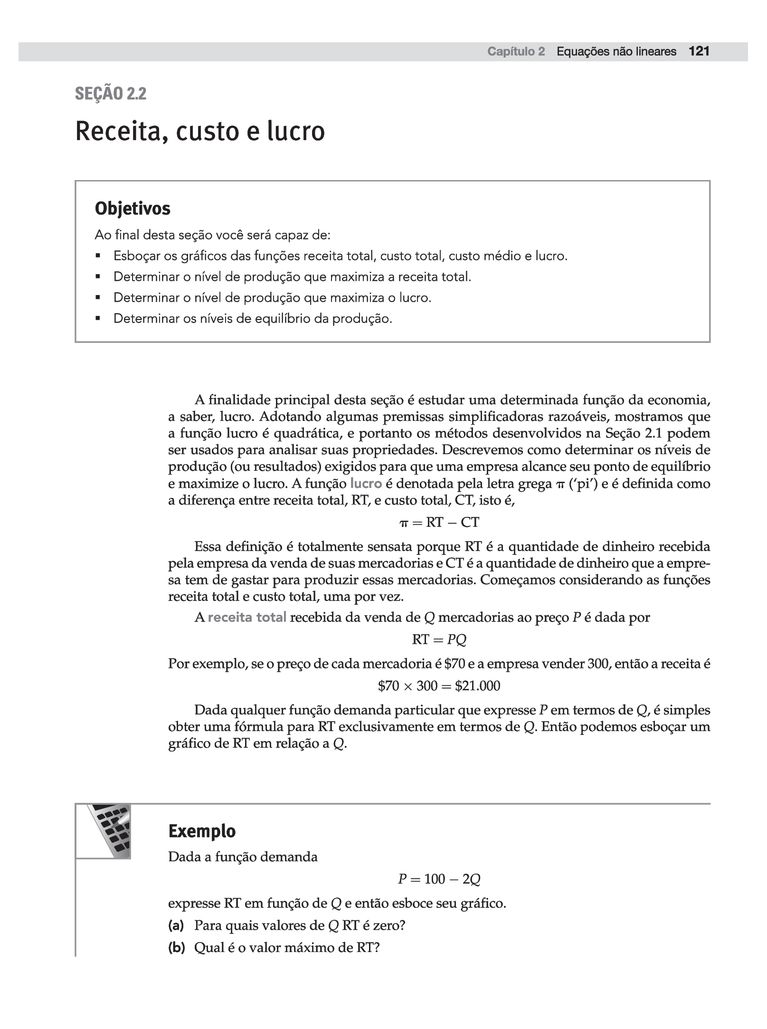 Capítulo 2 Equações não lineares 121
SEÇÃO 2.2
Receita, custo e lucro
Objetivos
Ao final desta seção você será capaz de:
▪ Esboçar os gráficos das funções receita total, custo total, custo médio e lucro.
▪ Determinar o nível de produção que maximiza a receita total.
▪ Determinar o nível de produção que maximiza o lucro.
▪ Determinar os níveis de equilíbrio da produção.
A finalidade principal desta seção é estudar uma determinada função da economia,
a saber, lucro. Adotando algumas premissas simplificadoras razoáveis, mostramos que
a função lucro é quadrática, e portanto os métodos desenvolvidos na Seção 2.1 podem
ser usados para analisar suas propriedades. Descrevemos como determinar os níveis de
produção (ou resultados) exigidos para que uma empresa alcance seu ponto de equilíbrio
e maximize o lucro. A função lucro é denotada pela letra grega π (‘pi’) e é definida como
a diferença entre receita total, RT, e custo total, CT, isto é,
π = RT − CT
Essa definição é totalmente sensata porque RT é a quantidade de dinheiro recebida
pela empresa da venda de suas mercadorias e CT é a quantidade de dinheiro que a empre-
sa tem de gastar para produzir essas mercadorias. Começamos considerando as funções
receita total e custo total, uma por vez.
A receita total recebida da venda de Q mercadorias ao preço P é dada por
RT = PQ
Por exemplo, se o preço de cada mercadoria é $70 e a empresa vender 300, então a receita é
$70 × 300 = $21.000
Dada qualquer função demanda particular que expresse P em termos de Q, é simples
obter uma fórmula para RT exclusivamente em termos de Q. Então podemos esboçar um
gráfico de RT em relação a Q.
Exemplo
Dada a função demanda
P = 100 − 2Q
expresse RT em função de Q e então esboce seu gráfico.
(a) Para quais valores de Q RT é zero?
(b) Qual é o valor máximo de RT?